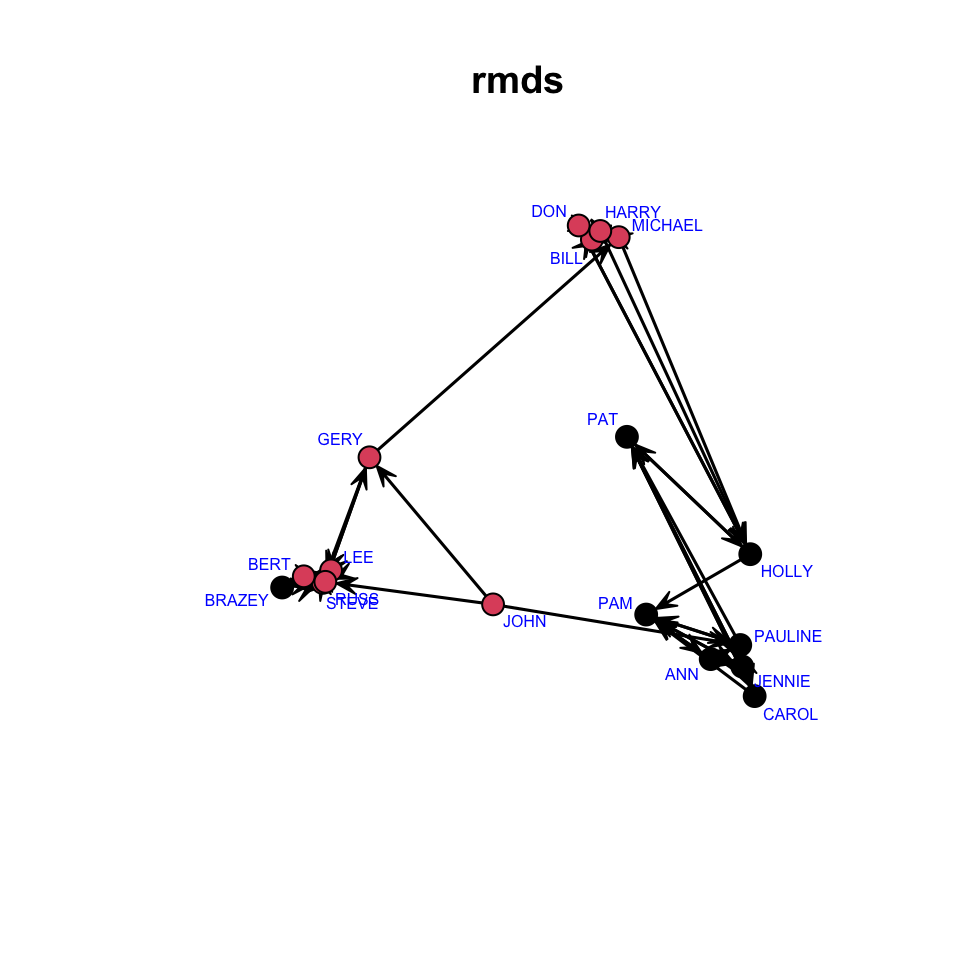 rmds
DON
HARRY
MICHAEL
BILL
PAT
GERY
LEE
BERT
HOLLY
BRAZEY
RUSS
STEVE
PAM
JOHN
PAULINE
ANN
JENNIE
CAROL